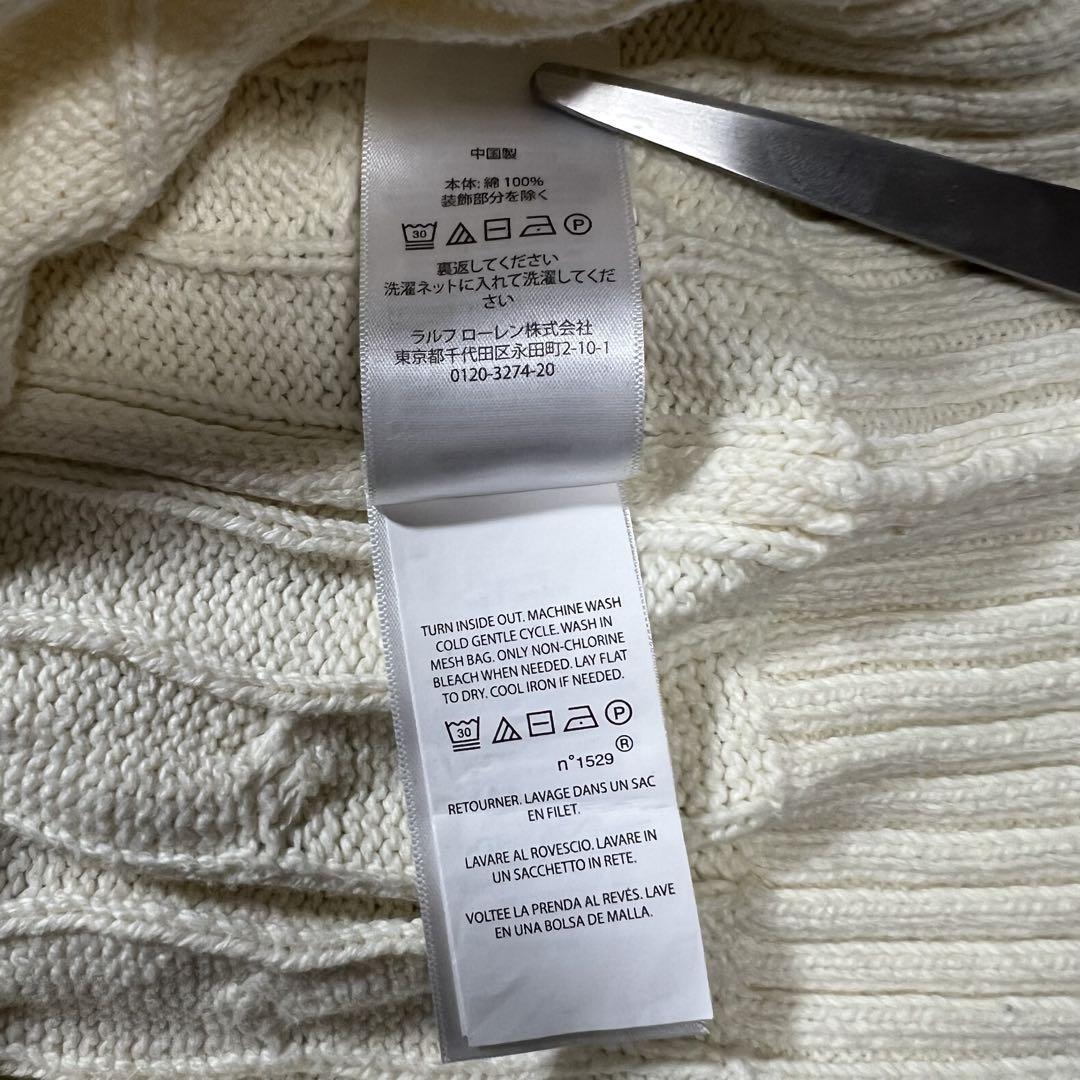 中国製
本体: 綿 100%
装飾部分を除く
30 P
裏返してください
洗濯ネットに入れて洗濯してくだ
さい
ラルフ ローレン株式会社
東京都千代田区永田町2-10-1
0120-3274-20
TURN INSIDE OUT. MACHINE WASH
COLD GENTLE CYCLE. WASH IN
MESH BAG. ONLY NON-CHLORINE
BLEACH WHEN NEEDED. LAY FLAT
TO DRY. COOL IRON IF NEEDED.
30 P
n°1529 ®
RETOURNER. LAVAGE DANS UN SAC
EN FILET.
LAVARE AL ROVESCIO. LAVARE IN
UN SACCHETTO IN RETE.
VOLTEE LA PRENDA AL REVÉS. LAVE
EN UNA BOLSA DE MALLA.